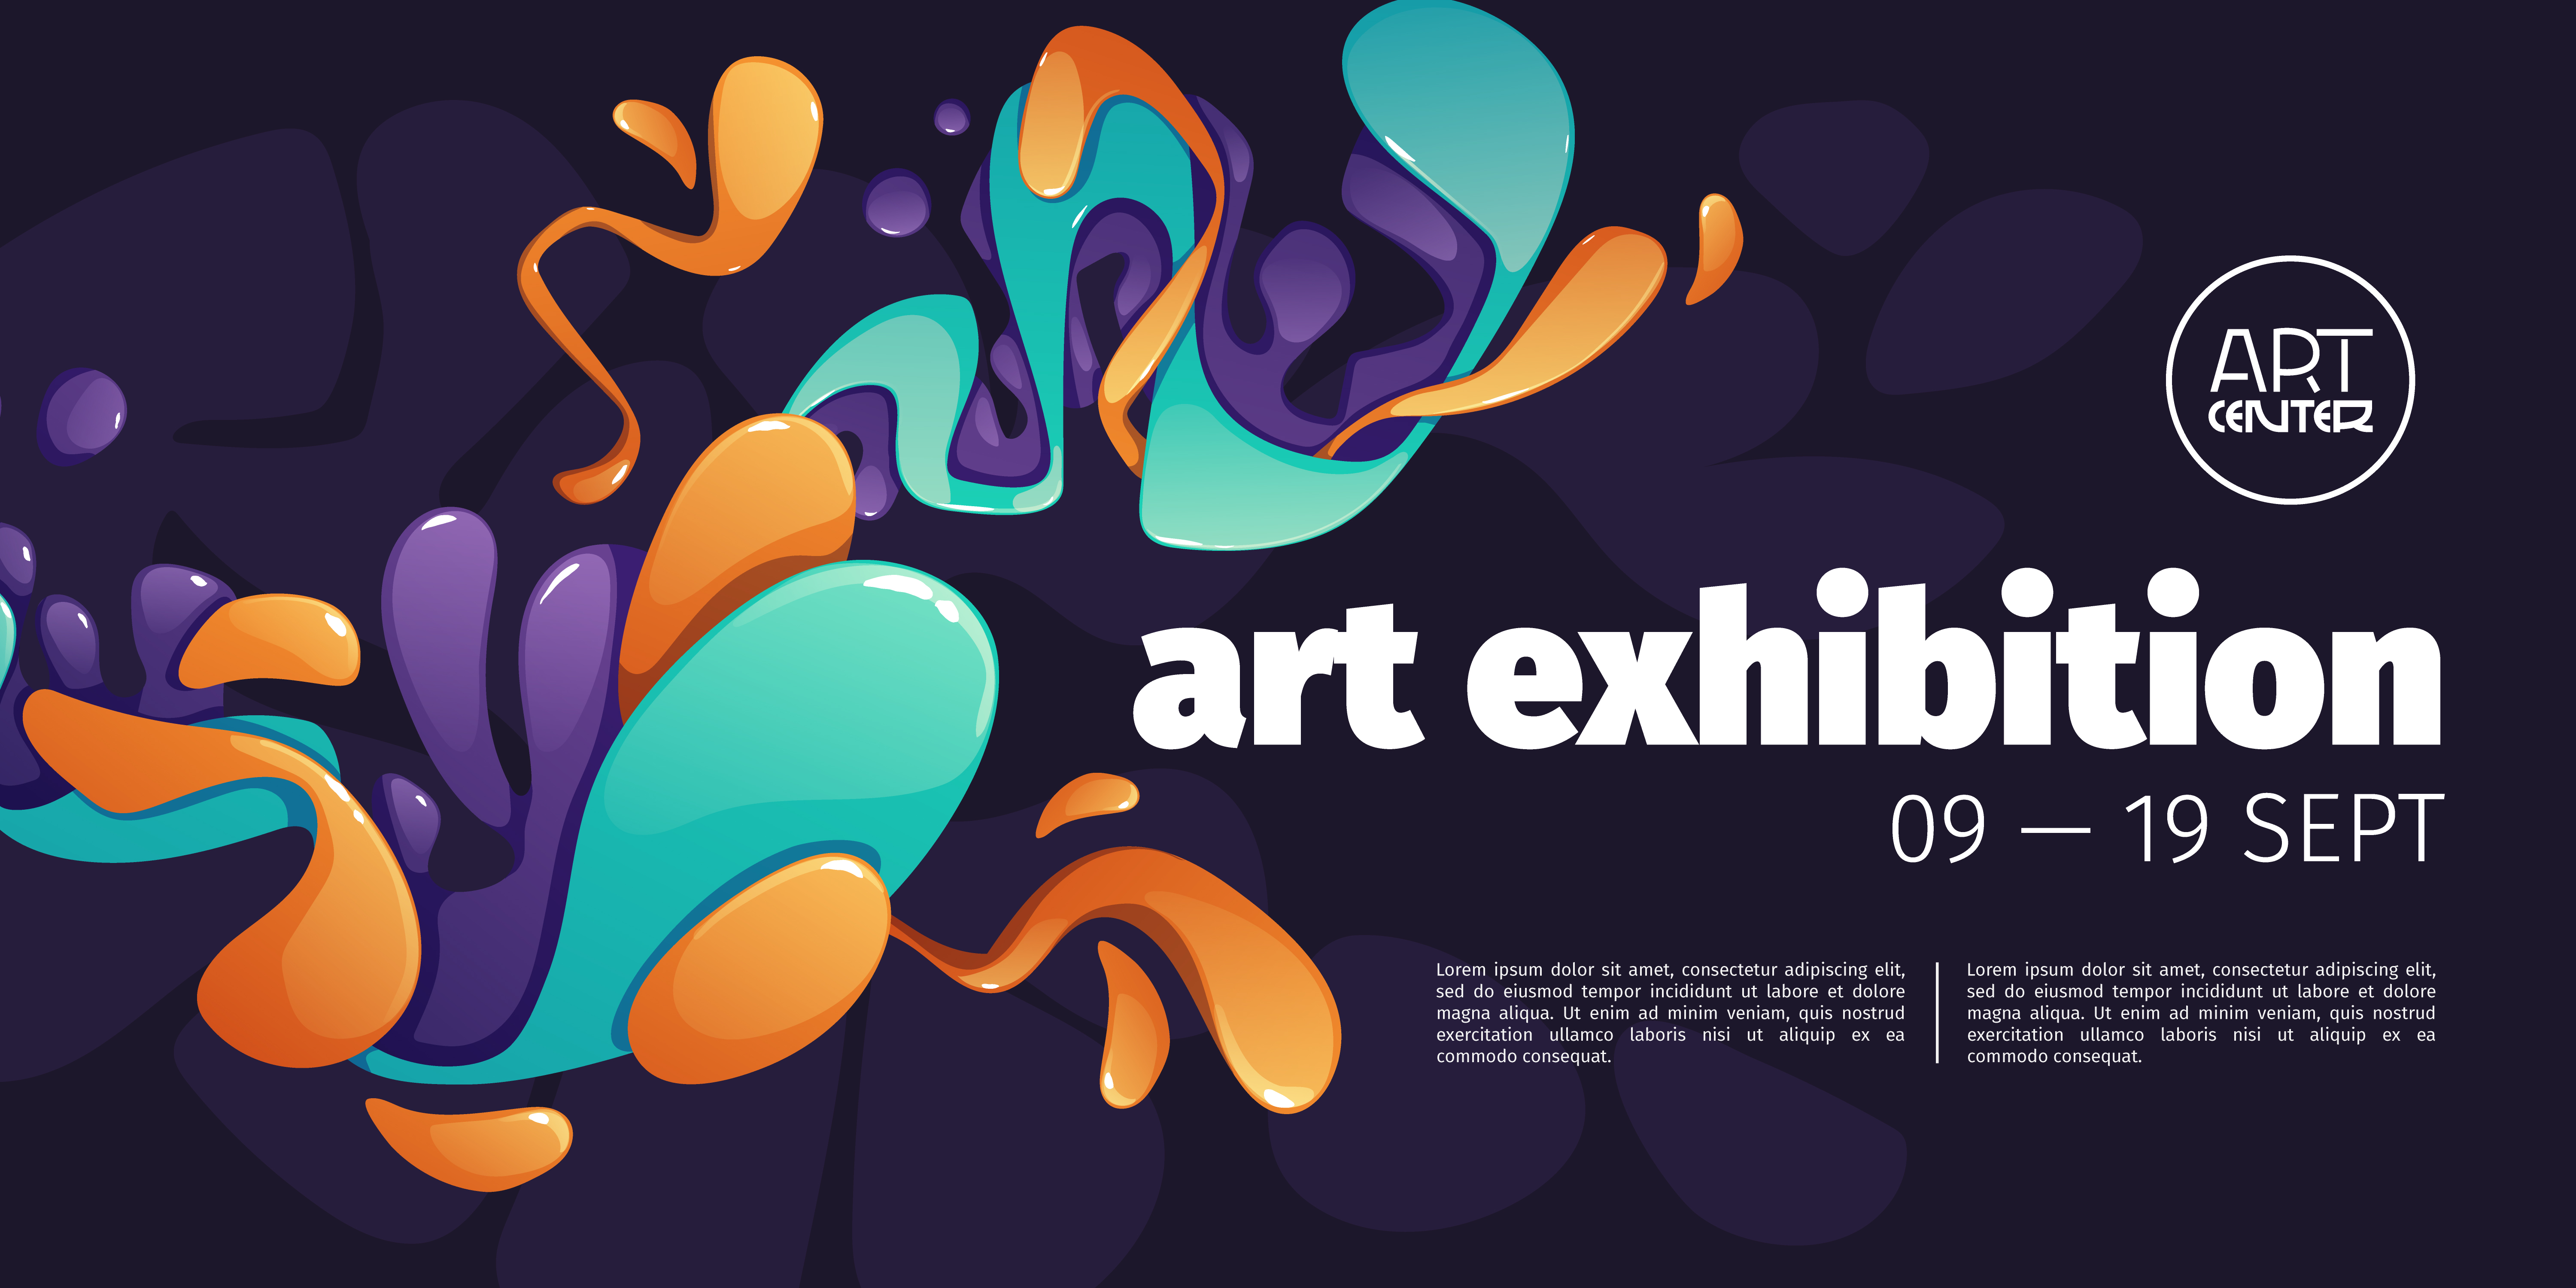 ART
CENTER
art exhibition
09 — 19 SEPT
Lorem ipsum dolor sit amet, consectetur adipiscing elit,
sed do eiusmod tempor incididunt ut labore et dolore
magna aliqua. Ut enim ad minim veniam, quis nostrud
exercitation ullamco laboris nisi ut aliquip ex ea
commodo consequat.
Lorem ipsum dolor sit amet, consectetur adipiscing elit,
sed do eiusmod tempor incididunt ut labore et dolore
magna aliqua. Ut enim ad minim veniam, quis nostrud
exercitation ullamco laboris nisi ut aliquip ex ea
commodo consequat.